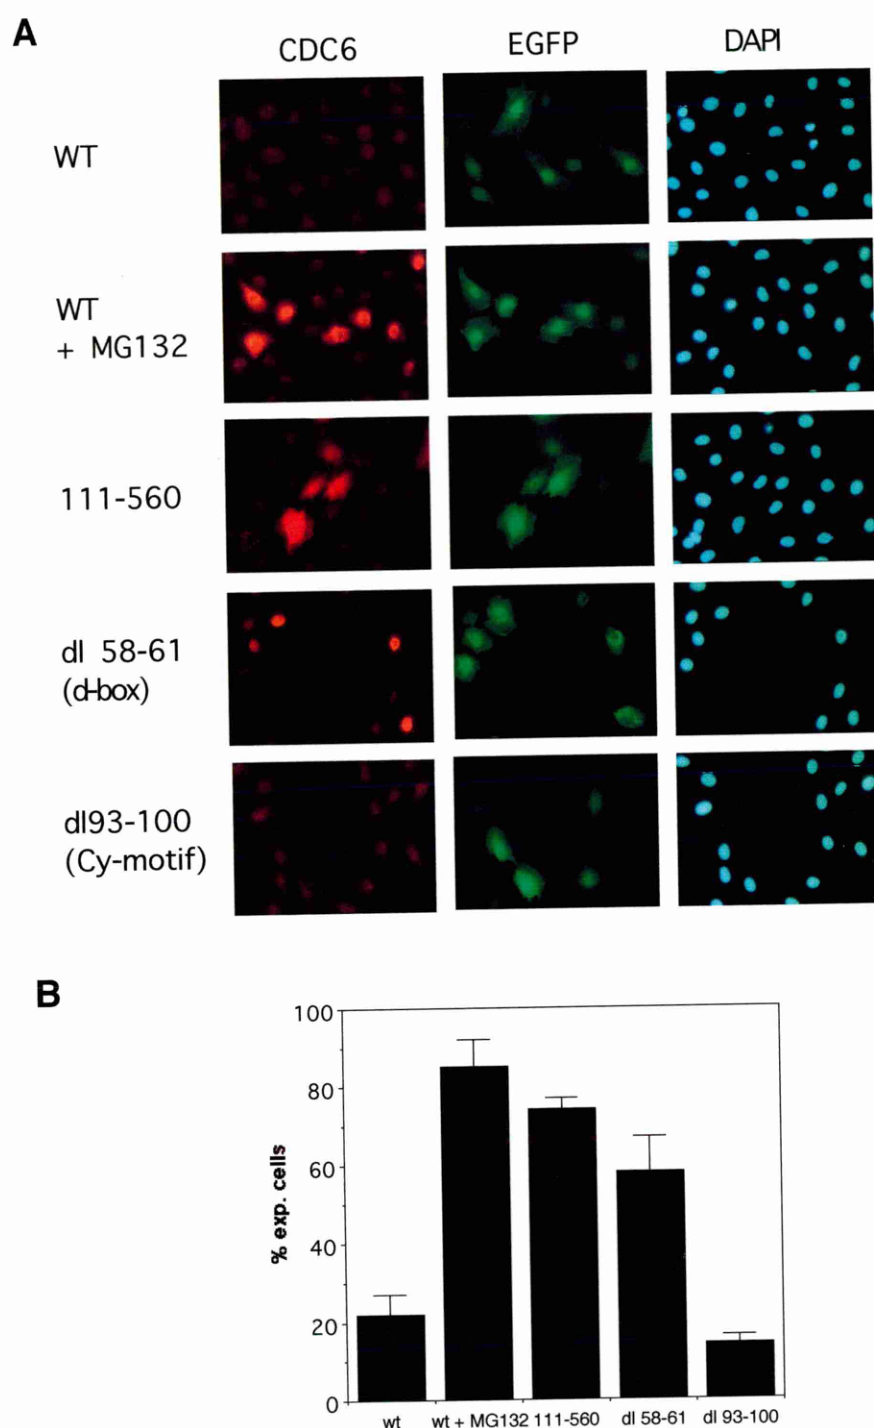 A
CDC6 EGFP DAPI
WT
WT
+ MG132
111-560
dl 58-61
(d-box)
dl93-100
(Cy-motif)
B
100
80
60
40
20
0
% exp. cells
wt wt + MG132 111-560 dl 58-61 dl 93-100